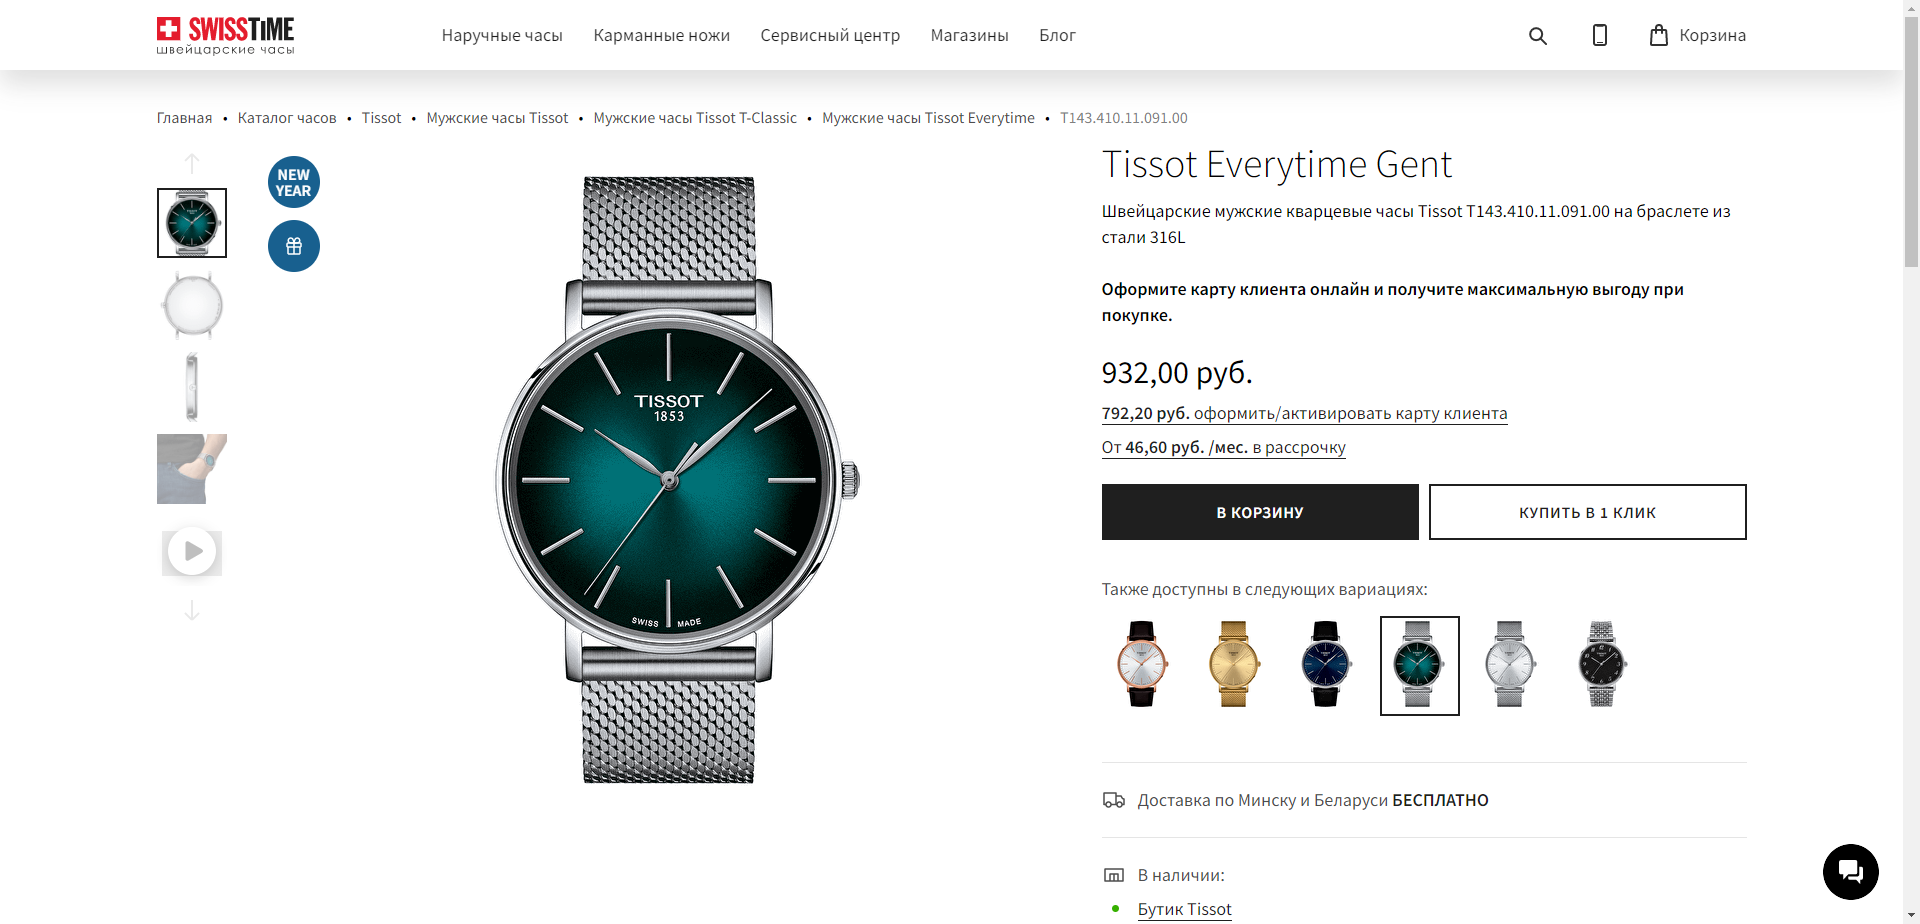 SWISSTIME
швейцарские часы
Наручные часы
Карманные ножи
Сервисный центр
Магазины
Блог
Корзина
Главная • Каталог часов • Tissot • Мужские часы Tissot • Мужские часы Tissot T-Classic • Мужские часы Tissot Everytime • T143.410.11.091.00
NEW
YEAR
TISSOT
1853
SWISS MADE
Tissot Everytime Gent
Швейцарские мужские кварцевые часы Tissot T143.410.11.091.00 на браслете из
стали 316L
Оформите карту клиента онлайн и получите максимальную выгоду при
покупке.
932,00 руб.
792,20 руб. оформить/активировать карту клиента
От 46,60 руб. /мес. в рассрочку
В КОРЗИНУ
КУПИТЬ В 1 КЛИК
Также доступны в следующих вариациях:
Доставка по Минску и Беларуси БЕСПЛАТНО
В наличии:
Бутик Tissot